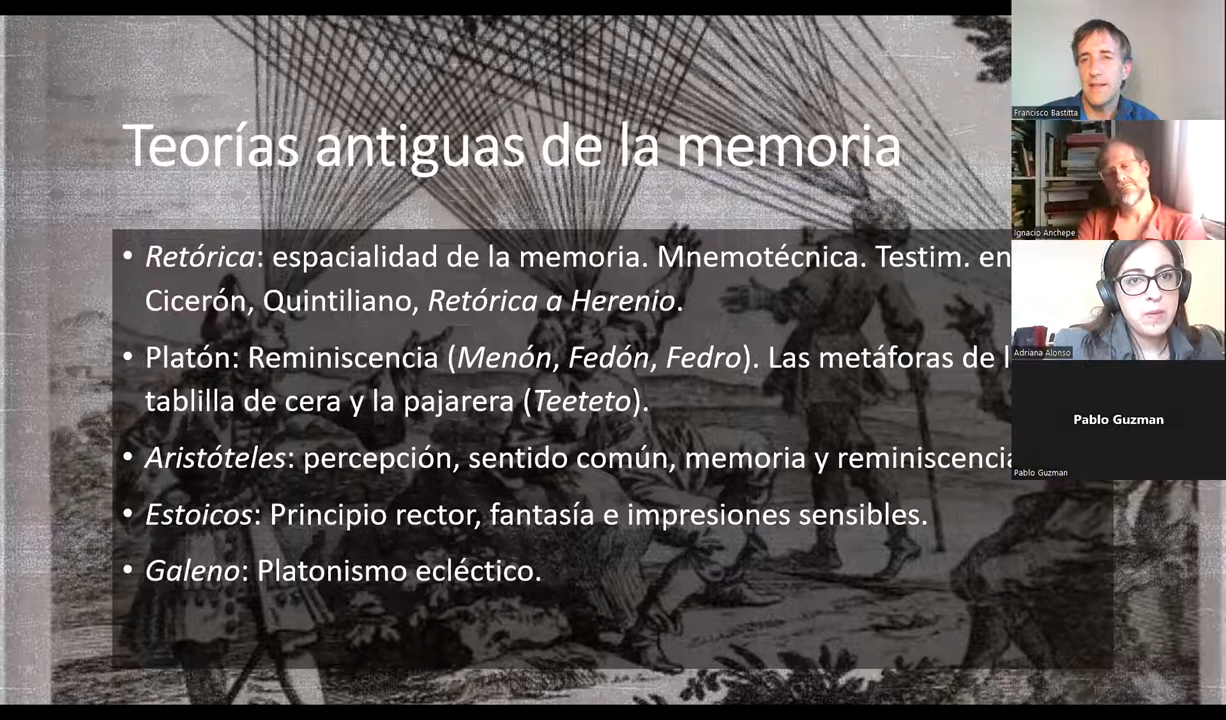 Teorías antiguas de la memoria
• Retórica: espacialidad de la memoria. Mnemotécnica. Testim. en
Cicerón, Quintiliano, Retórica a Herenio.
• Platón: Reminiscencia (Menón, Fedón, Fedro). Las metáforas de
tablilla de cera y la pajarera (Teeteto).
• Aristóteles: percepción, sentido común, memoria y reminiscencia
• Estoicos: Principio rector, fantasía e impresiones sensibles.
• Galeno: Platonismo ecléctico.
Francisco Bastitta
Ignacio Anchepe
Adriana Alonso
Pablo Guzman
Pablo Guzman